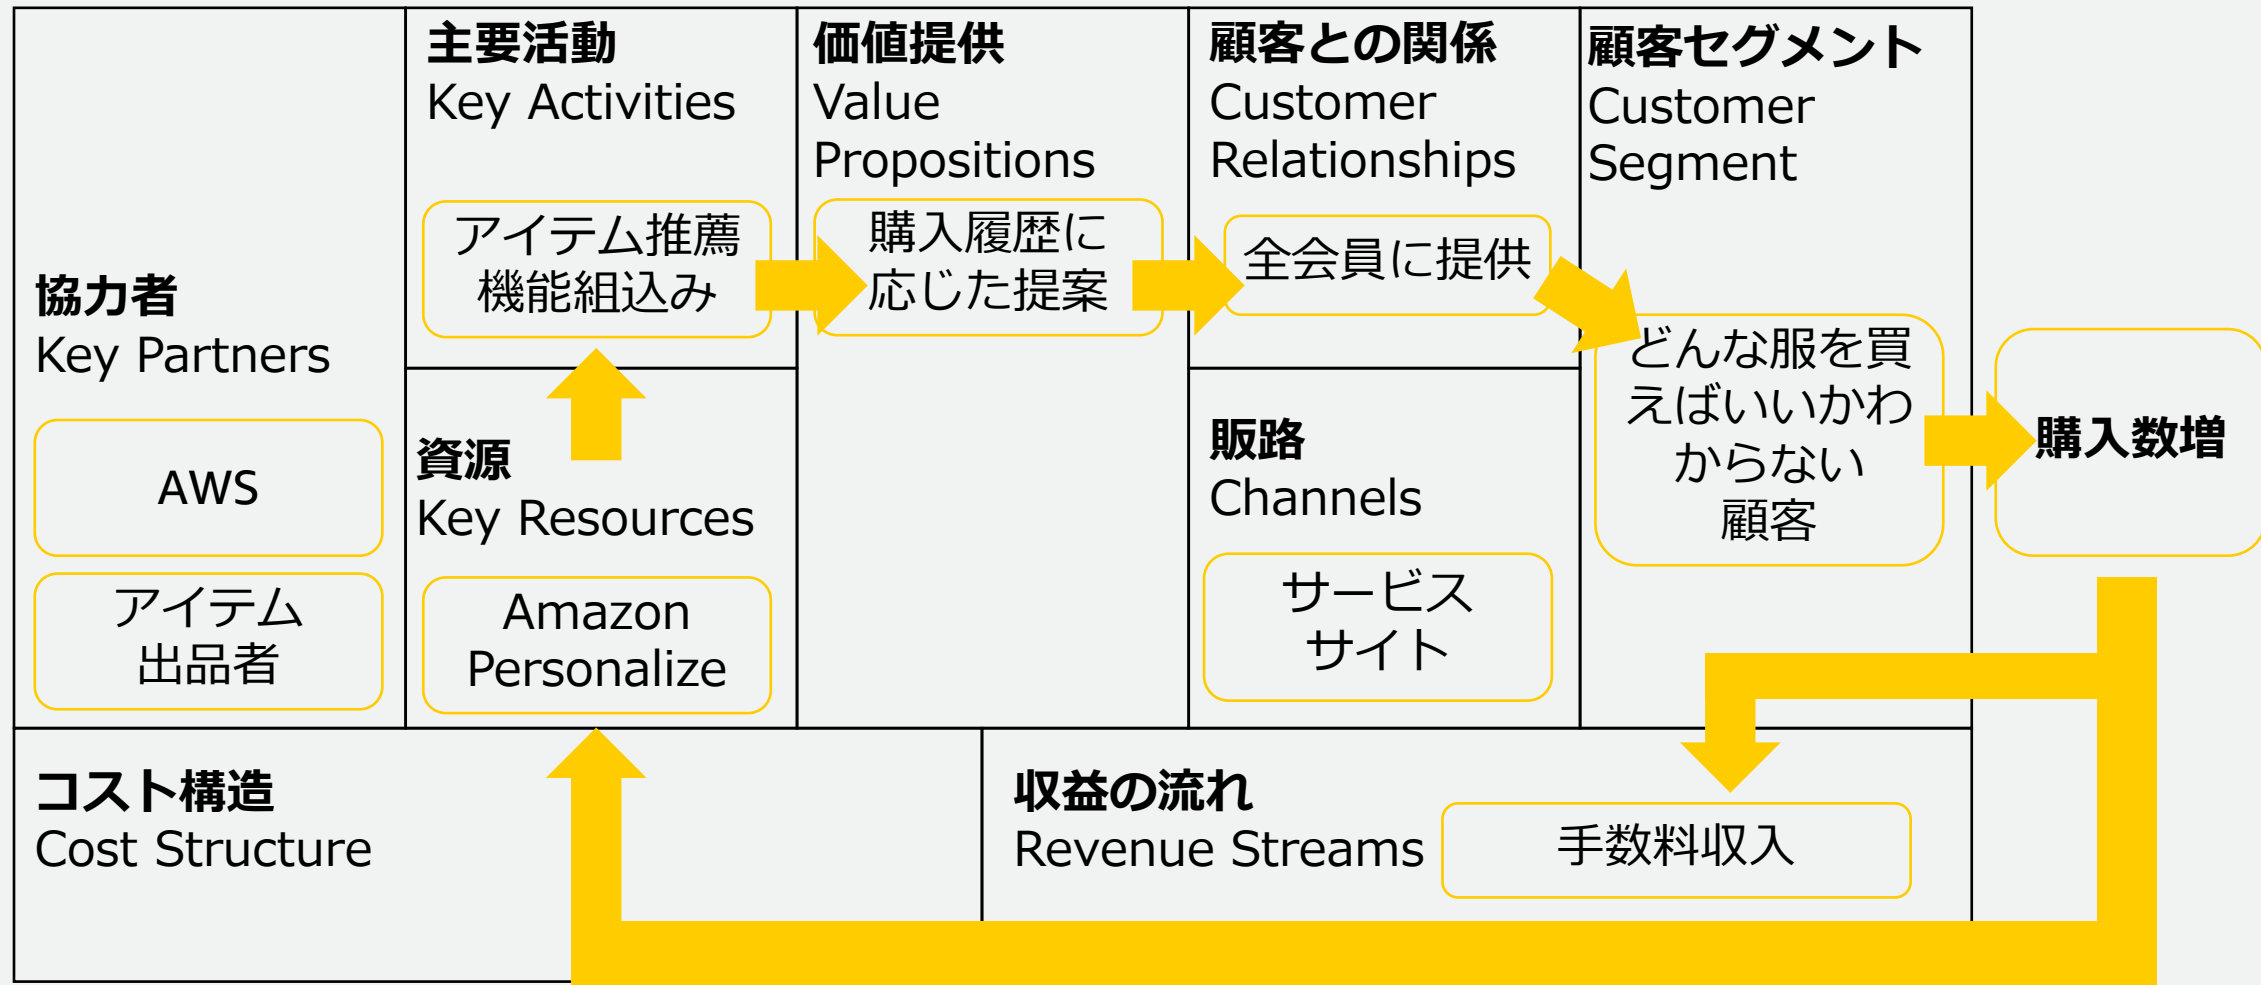 協力者
Key Partners
AWS
アイテム
出品者
主要活動
Key Activities
アイテム推薦
機能組込み
資源
Key Resources
Amazon
Personalize
価値提供
Value
Propositions
購入履歴に
応じた提案
顧客との関係
Customer
Relationships
全会員に提供
販路
Channels
サービス
サイト
顧客セグメント
Customer
Segment
どんな服を買
えばいいかわ
からない
顧客
購入数増
コスト構造
Cost Structure
収益の流れ
Revenue Streams
手数料収入